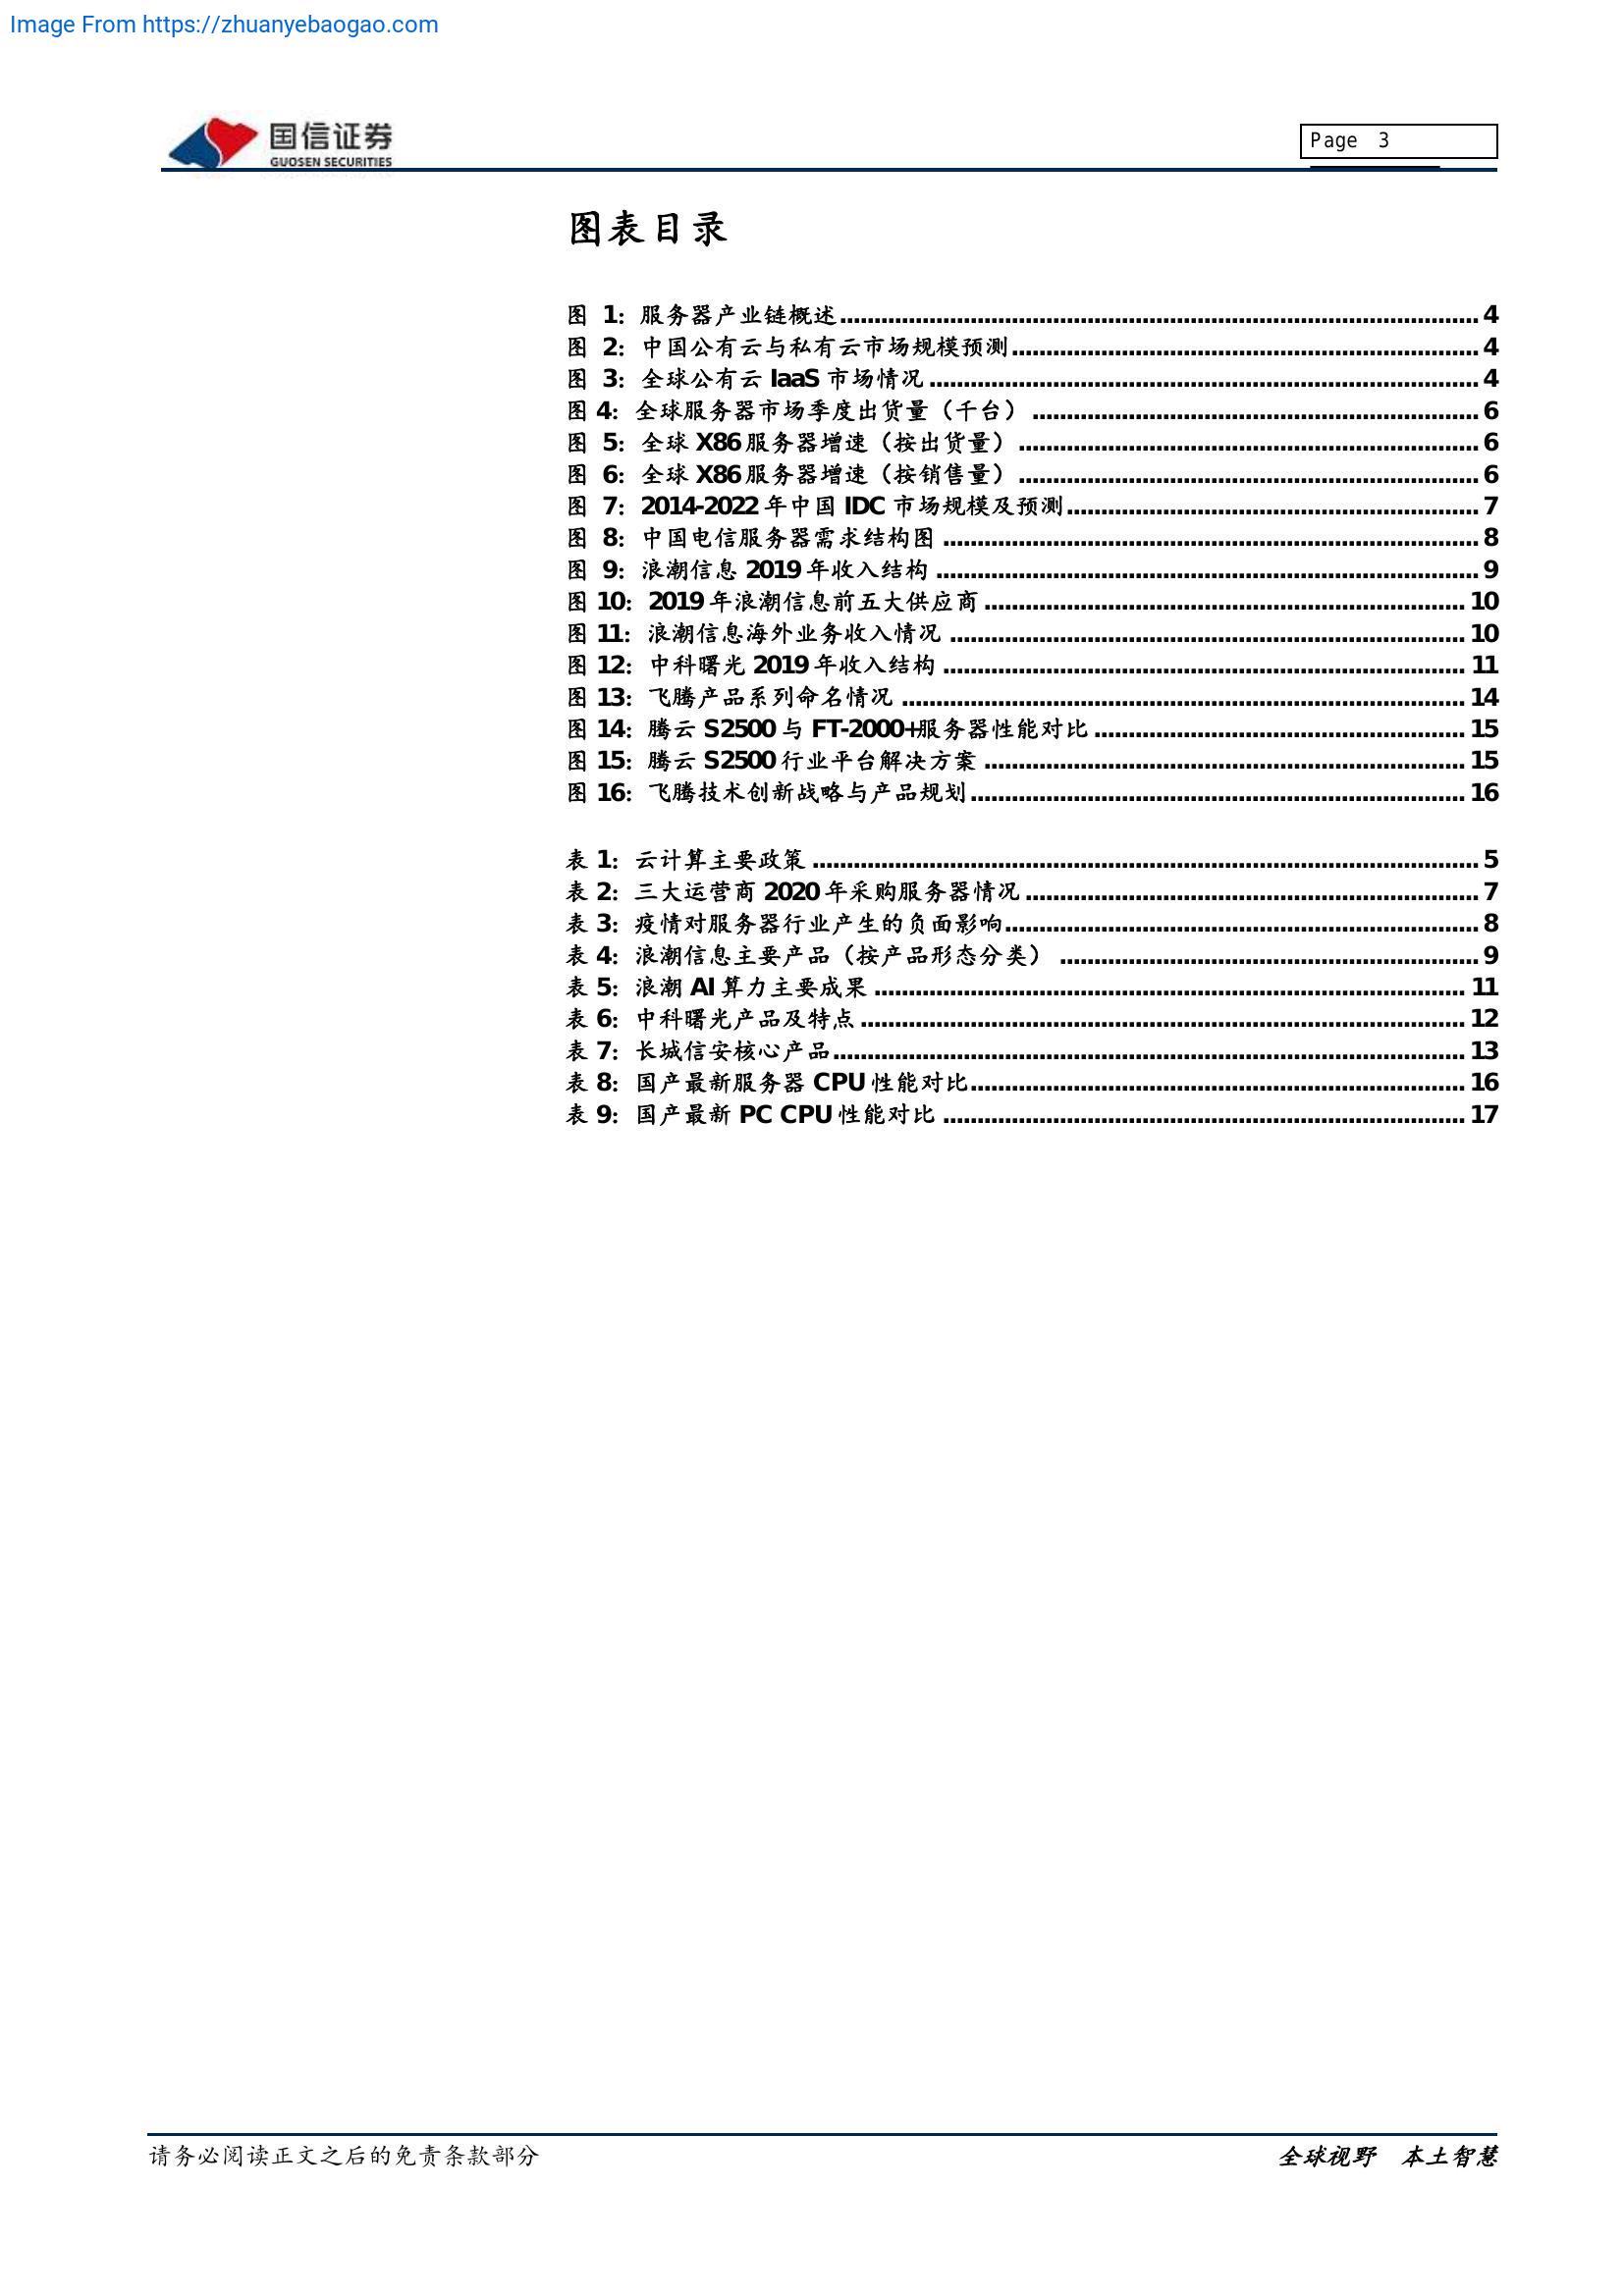 Image From https://zhuanyebaogao.com
国信证券
GUOSEN SECURITIES
Page 3
图表目录
图 1：服务器产业链概述........................................................................................ 4
图 2：中国公有云与私有云市场规模预测................................................................ 4
图 3：全球公有云 IaaS 市场情况............................................................................ 4
图 4：全球服务器市场季度出货量（千台）............................................................. 6
图 5：全球 X86 服务器增速（按出货量）............................................................... 6
图 6：全球 X86 服务器增速（按销售量）............................................................... 6
图 7：2014-2022 年中国 IDC 市场规模及预测........................................................ 7
图 8：中国电信服务器需求结构图.......................................................................... 8
图 9：浪潮信息 2019 年收入结构........................................................................... 9
图 10：2019 年浪潮信息前五大供应商.................................................................. 10
图 11：浪潮信息海外业务收入情况....................................................................... 10
图 12：中科曙光 2019 年收入结构........................................................................ 11
图 13：飞腾产品系列命名情况.............................................................................. 14
图 14：腾云 S2500 与 FT-2000+服务器性能对比................................................... 15
图 15：腾云 S2500 行业平台解决方案.................................................................. 15
图 16：飞腾技术创新战略与产品规划.................................................................... 16
表 1：云计算主要政策........................................................................................... 5
表 2：三大运营商 2020 年采购服务器情况.............................................................. 7
表 3：疫情对服务器行业产生的负面影响................................................................. 8
表 4：浪潮信息主要产品（按产品形态分类）......................................................... 9
表 5：浪潮 AI 算力主要成果................................................................................. 11
表 6：中科曙光产品及特点................................................................................... 12
表 7：长城信安核心产品....................................................................................... 13
表 8：国产最新服务器 CPU 性能对比.................................................................... 16
表 9：国产最新 PC CPU 性能对比........................................................................ 17
请务必阅读正文之后的免责条款部分
全球视野 本土智慧